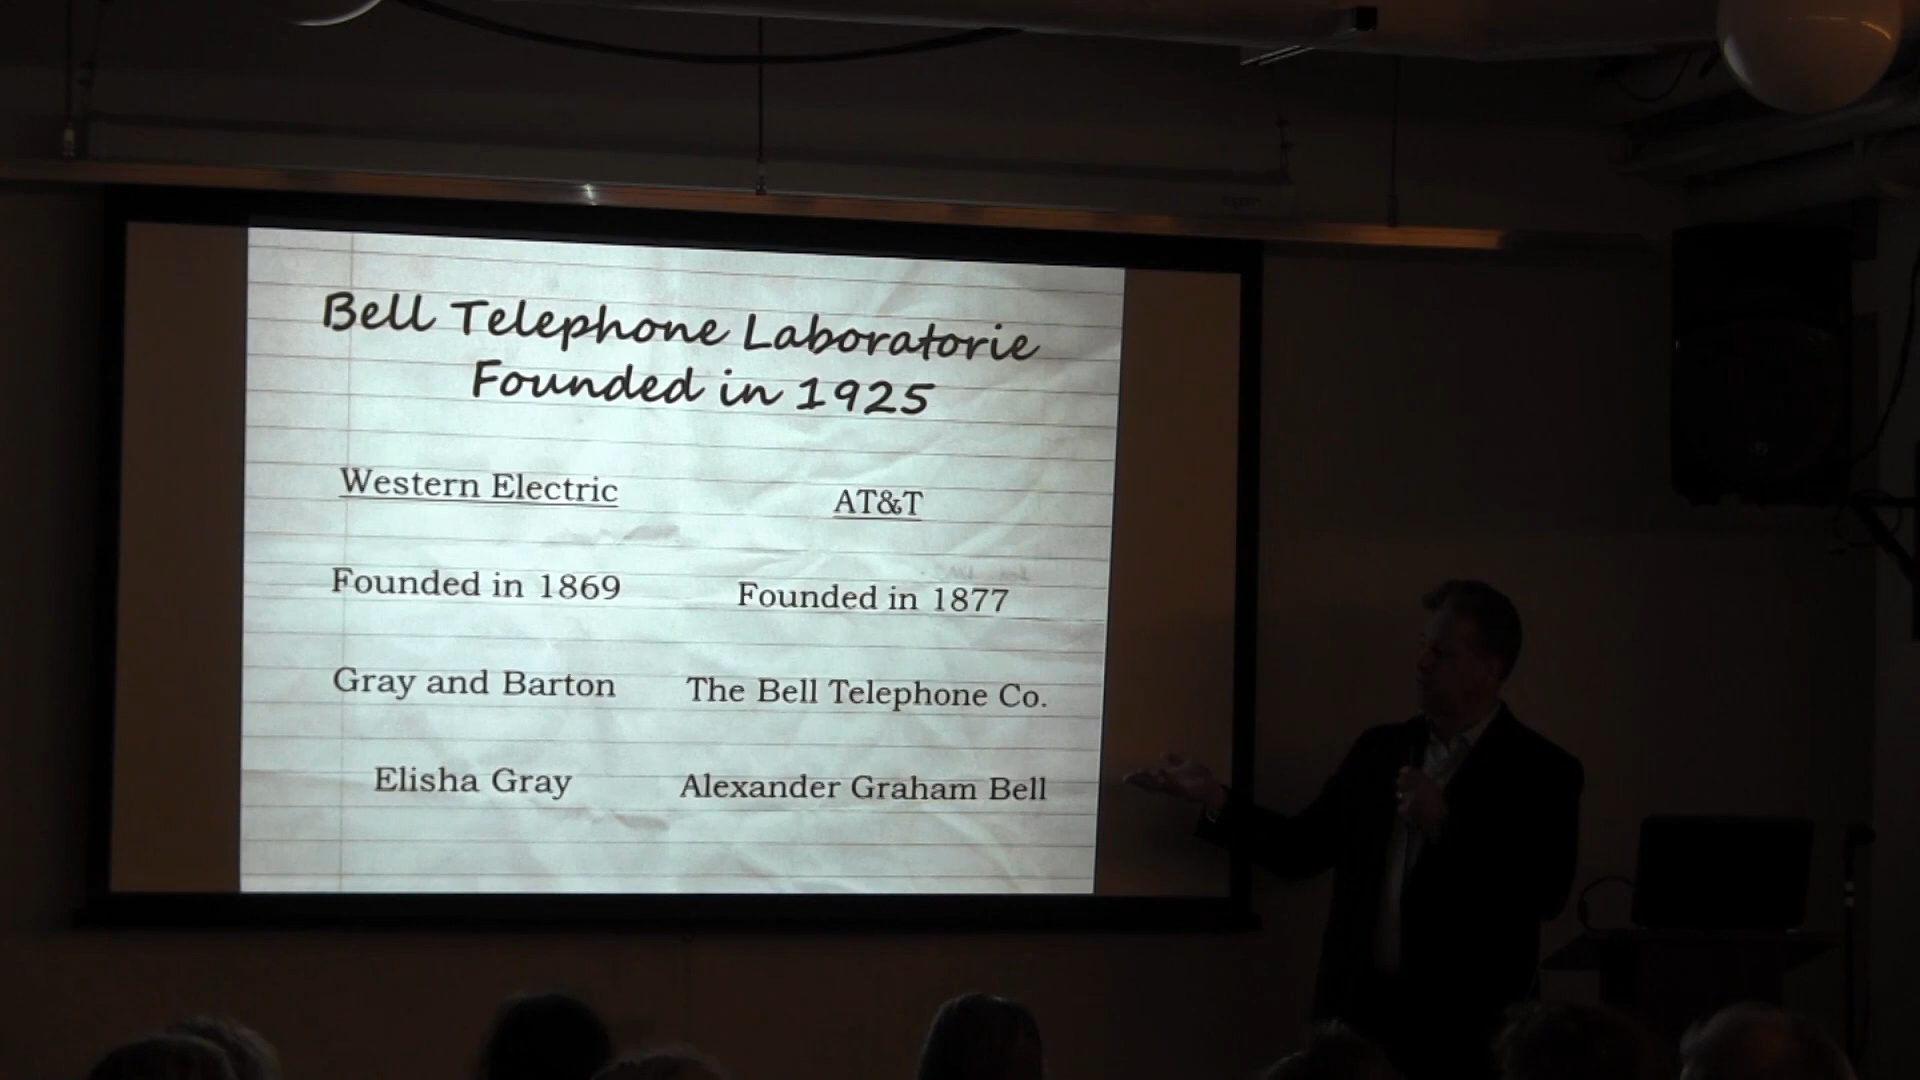 Bell Telephone Laboratorie
Founded in 1925
Western Electric
AT&T
Founded in 1869
Founded in 1877
Gray and Barton
The Bell Telephone Co.
Elisha Gray
Alexander Graham Bell